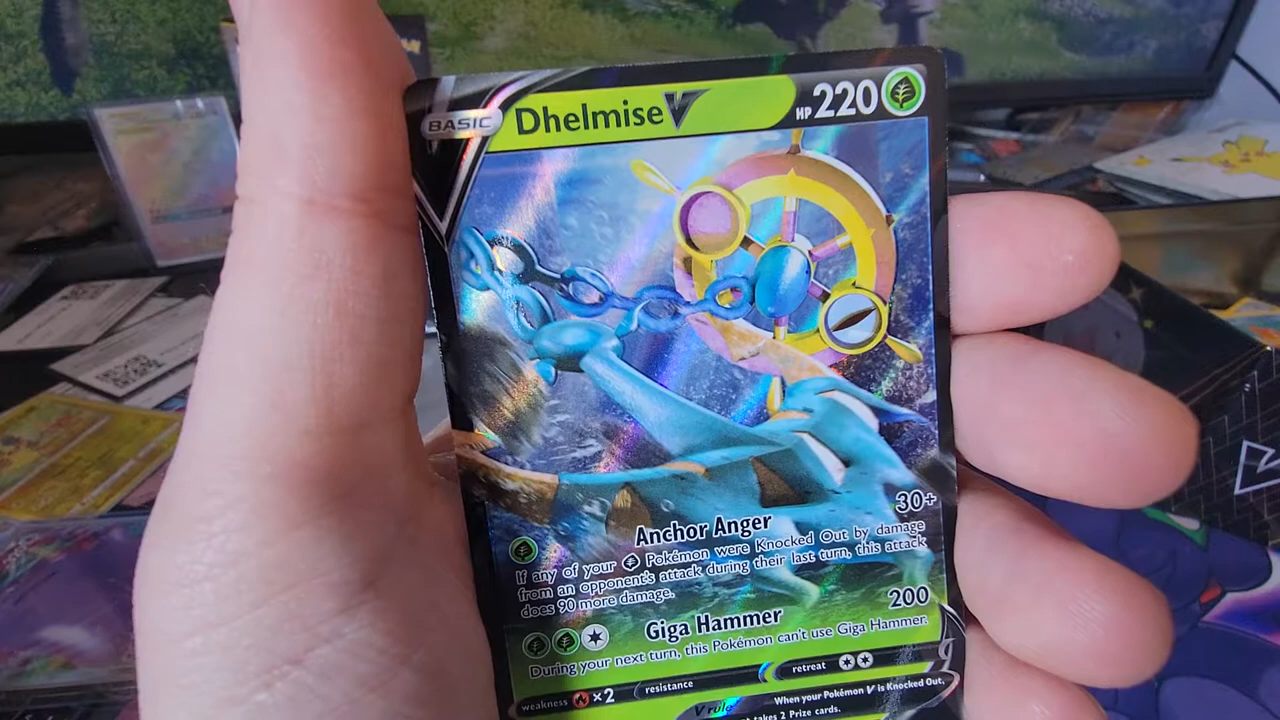 BASIC Dhelmise V HP 220
Anchor Anger 30+
If any of your Pokémon were Knocked Out by damage
from an opponent's attack during their last turn, this attack
does 90 more damage.
Giga Hammer 200
During your next turn, this Pokémon can't use Giga Hammer.
weakness ×2 resistance retreat
V rule When your Pokémon V is Knocked Out,
takes 2 Prize cards.